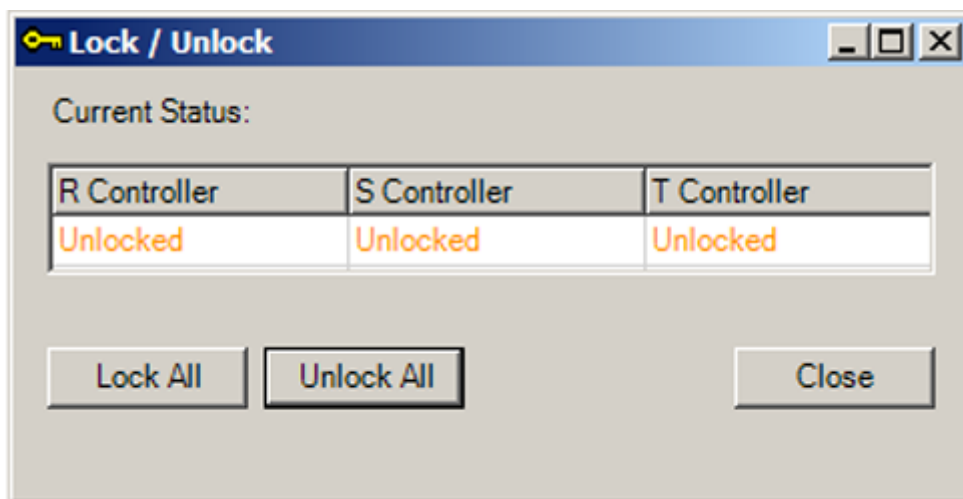 Lock / Unlock
Current Status:
R Controller S Controller T Controller
Unlocked Unlocked Unlocked
Lock All Unlock All Close